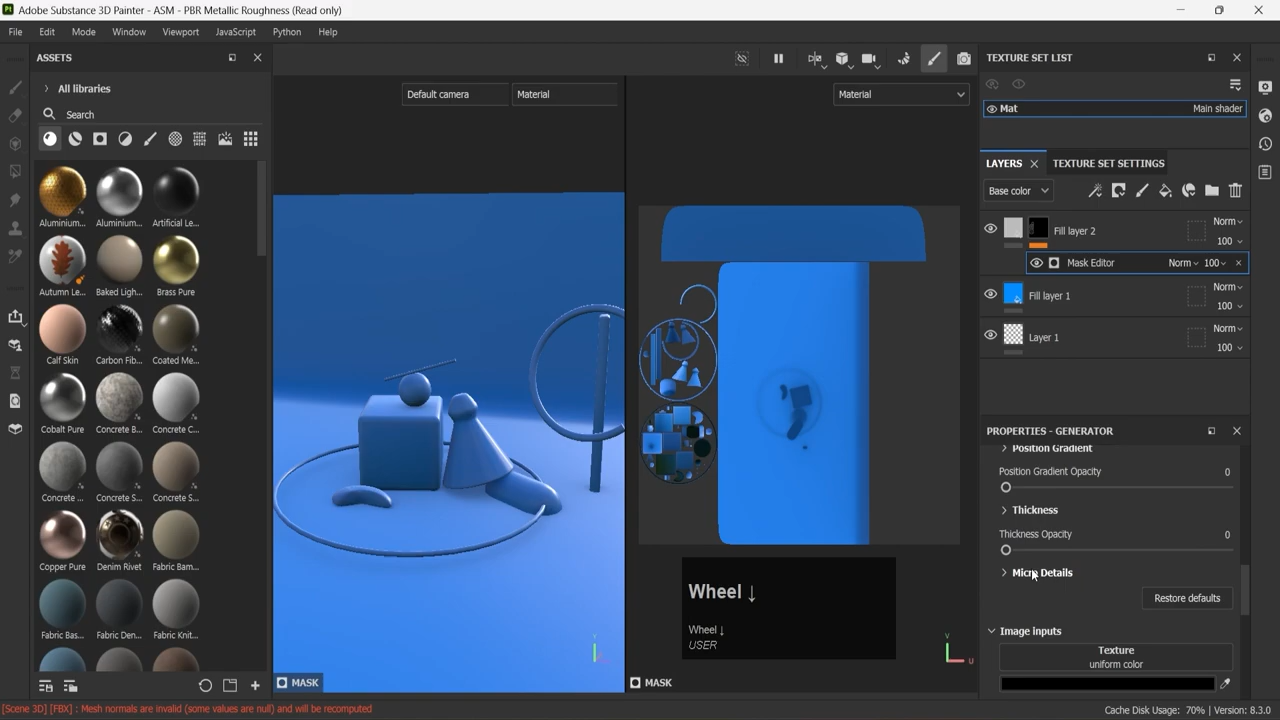 Adobe Substance 3D Painter - ASM - PBR Metallic Roughness (Read only)
File Edit Mode Window Viewport JavaScript Python Help
ASSETS
All libraries
Search
Aluminium... Aluminium... Artificial Le...
Autumn Le... Baked Ligh... Brass Pure
Calf Skin Carbon Fib... Coated Me...
Cobalt Pure Concrete B... Concrete C...
Concrete ... Concrete S... Concrete S...
Copper Pure Denim Rivet Fabric Bam...
Fabric Bas... Fabric Den... Fabric Knit...
Default camera Material
Material
MASK
MASK
Wheel ↓
Wheel ↓
USER
TEXTURE SET LIST
Mat Main shader
LAYERS TEXTURE SET SETTINGS
Base color
Fill layer 2 Norm
100
Mask Editor Norm 100
Fill layer 1 Norm
100
Layer 1 Norm
100
PROPERTIES - GENERATOR
Position Gradient
Position Gradient Opacity 0
Thickness
Thickness Opacity 0
Micro Details
Restore defaults
Image inputs
Texture
uniform color
[Scene 3D] [FBX] : Mesh normals are invalid (some values are null) and will be recomputed
Cache Disk Usage: 70% | Version: 8.3.0